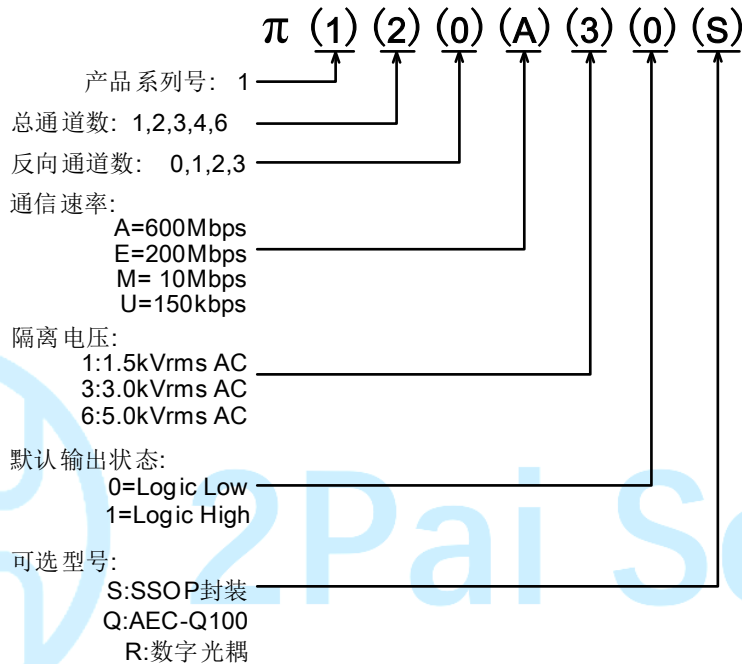 π (1) (2) (0) (A) (3) (0) (S)
产品系列号: 1
总通道数: 1,2,3,4,6
反向通道数: 0,1,2,3
通信速率:
A=600Mbps
E=200Mbps
M= 10Mbps
U=150kbps
隔离电压:
1:1.5kVrms AC
3:3.0kVrms AC
6:5.0kVrms AC
默认输出状态:
0=Logic Low
1=Logic High
可选型号:
S:SSOP封装
Q:AEC-Q100
R:数字光耦
2Pai Se